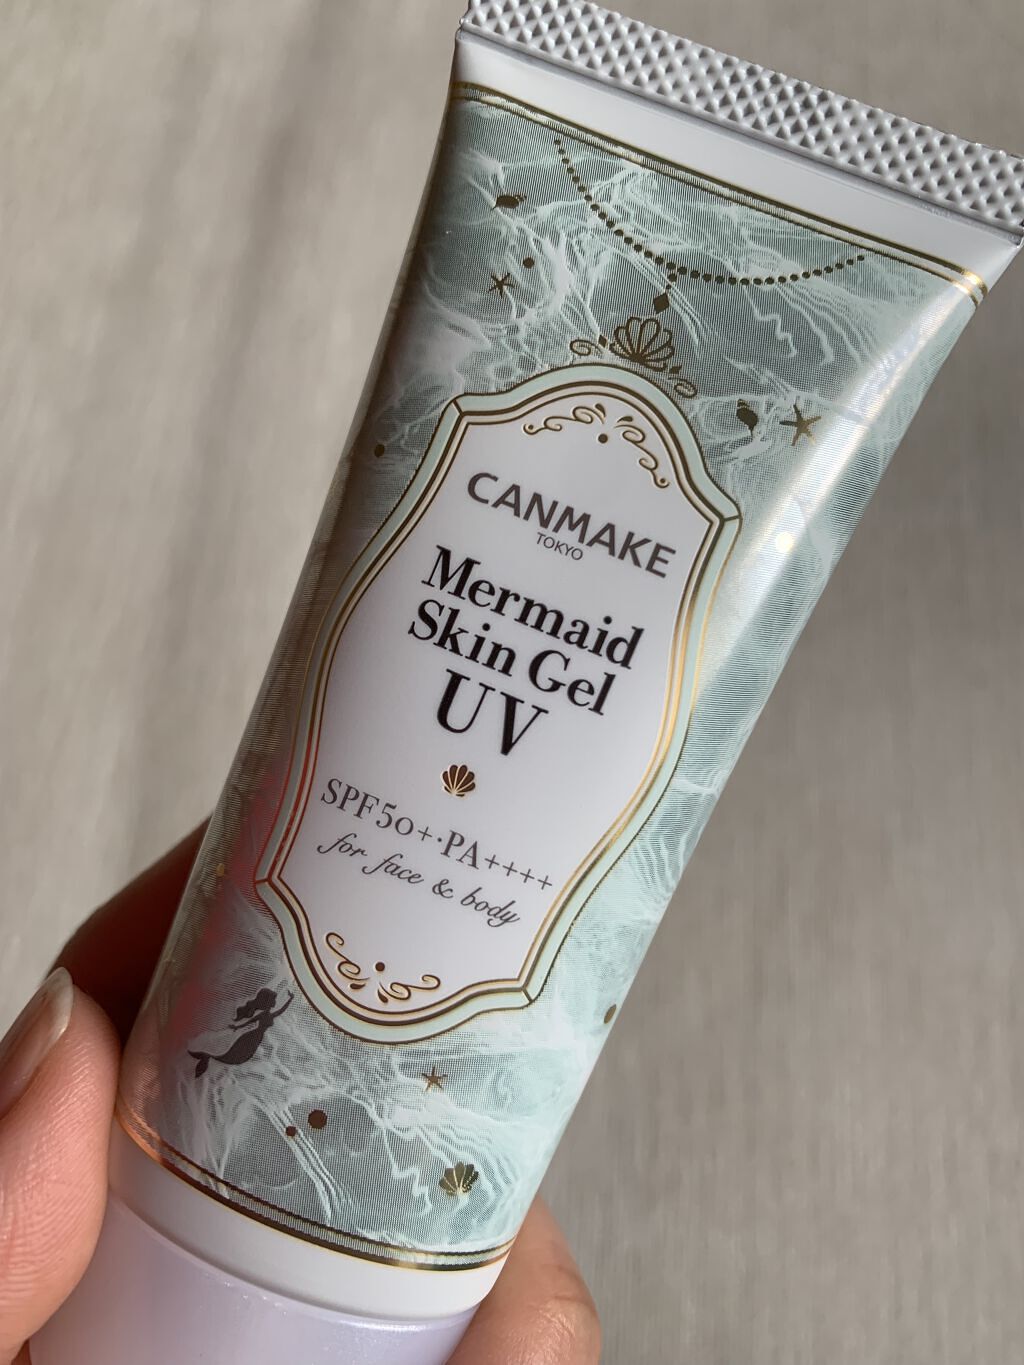 CANMAKE
TOKYO
Mermaid
Skin Gel
UV
SPF50+·PA++++
for face & body